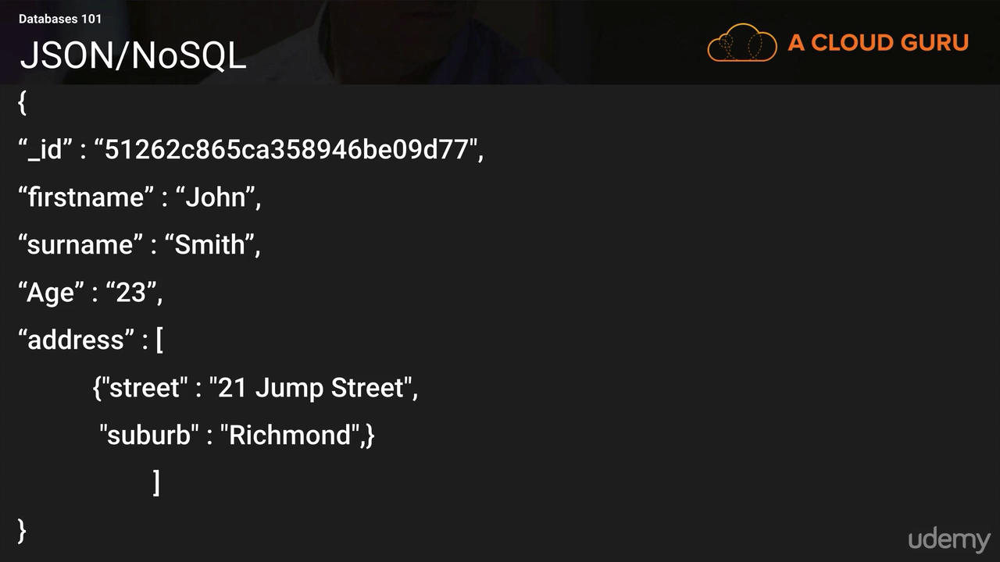 Databases 101
JSON/NoSQL
A CLOUD GURU
{
“_id” : “51262c865ca358946be09d77",
“firstname” : “John”,
“surname” : “Smith”,
“Age” : “23”,
“address” : [
{"street" : "21 Jump Street",
"suburb" : "Richmond",}
]
}
udemy